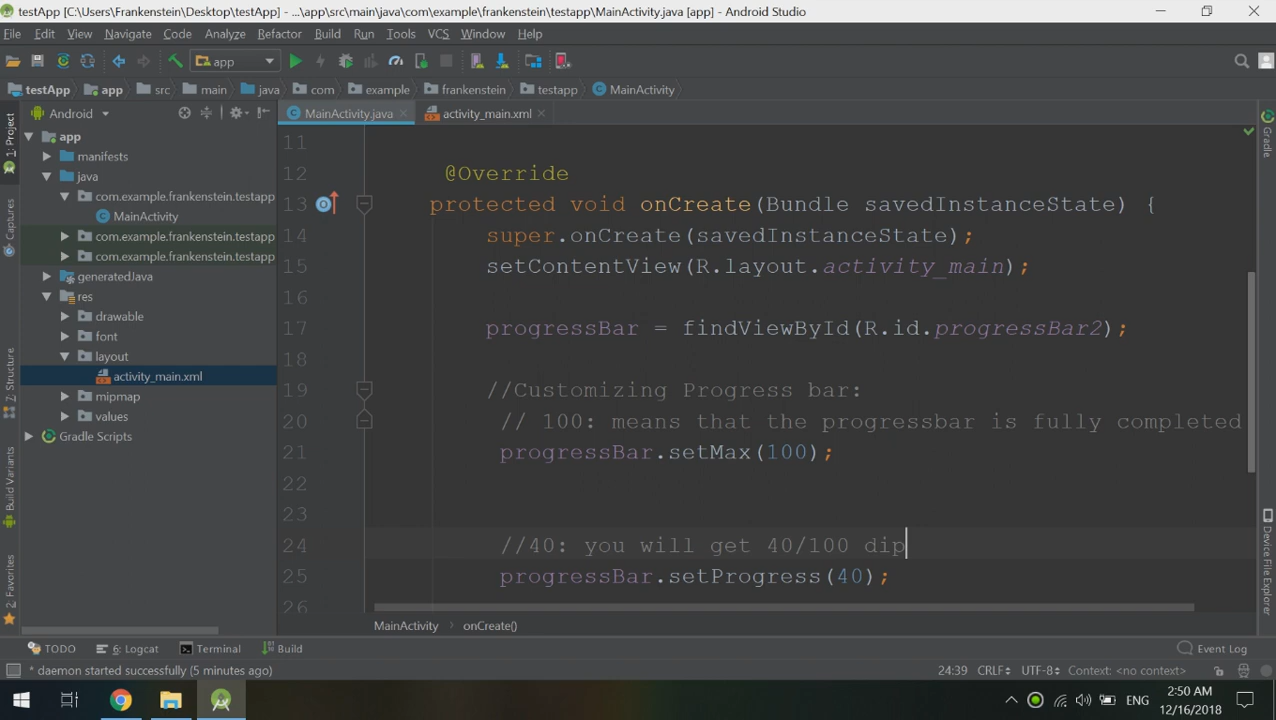 testApp [C:\Users\Frankenstein\Desktop\testApp] - ...\app\src\main\java\com\example\frankenstein\testapp\MainActivity.java [app] - Android Studio
File Edit View Navigate Code Analyze Refactor Build Run Tools VCS Window Help
app
testApp app src main java com example frankenstein testapp MainActivity
Android
MainActivity.java activity_main.xml
1: Project
Captures
7: Structure
Build Variants
2: Favorites
app
manifests
java
com.example.frankenstein.testapp
MainActivity
com.example.frankenstein.testapp
com.example.frankenstein.testapp
generatedJava
res
drawable
font
layout
activity_main.xml
mipmap
values
Gradle Scripts
11
12 @Override
13 protected void onCreate(Bundle savedInstanceState) {
14 super.onCreate(savedInstanceState);
15 setContentView(R.layout.activity_main);
16
17 progressBar = findViewById(R.id.progressBar2);
18
19 //Customizing Progress bar:
20 // 100: means that the progressbar is fully completed
21 progressBar.setMax(100);
22
23
24 //40: you will get 40/100 dip
25 progressBar.setProgress(40);
26
MainActivity onCreate()
Gradle
Device File Explorer
TODO 6: Logcat Terminal Build Event Log
* daemon started successfully (5 minutes ago) 24:39 CRLF UTF-8 Context: <no context>
ENG 2:50 AM
12/16/2018